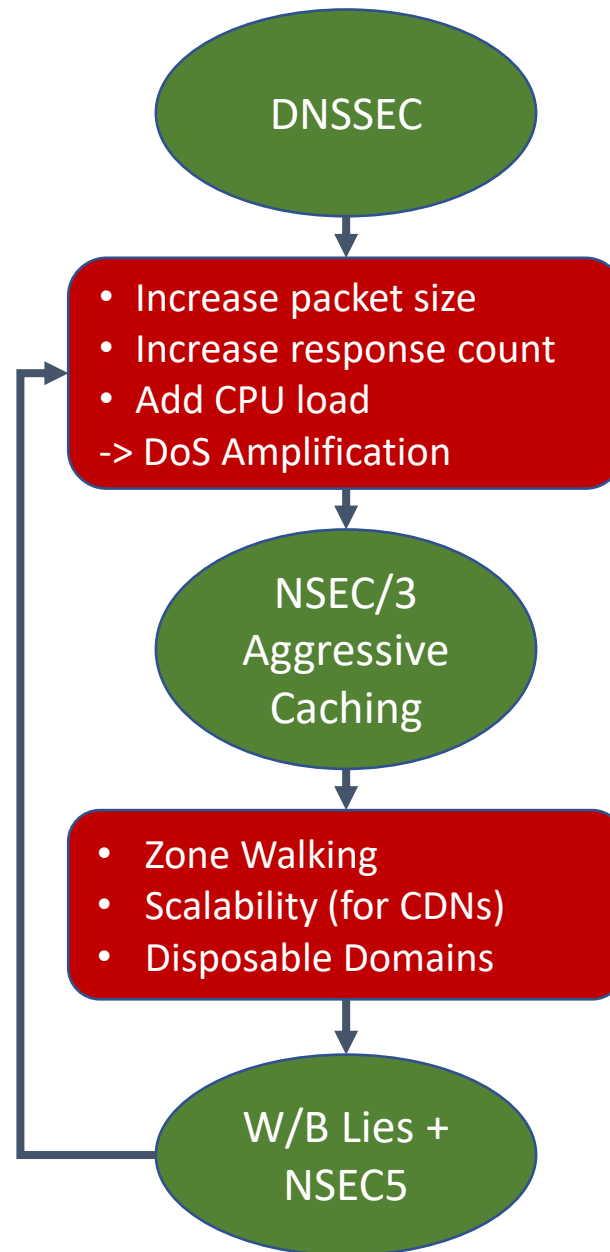 DNSSEC
• Increase packet size
• Increase response count
• Add CPU load
-> DoS Amplification
NSEC/3
Aggressive
Caching
• Zone Walking
• Scalability (for CDNs)
• Disposable Domains
W/B Lies +
NSEC5